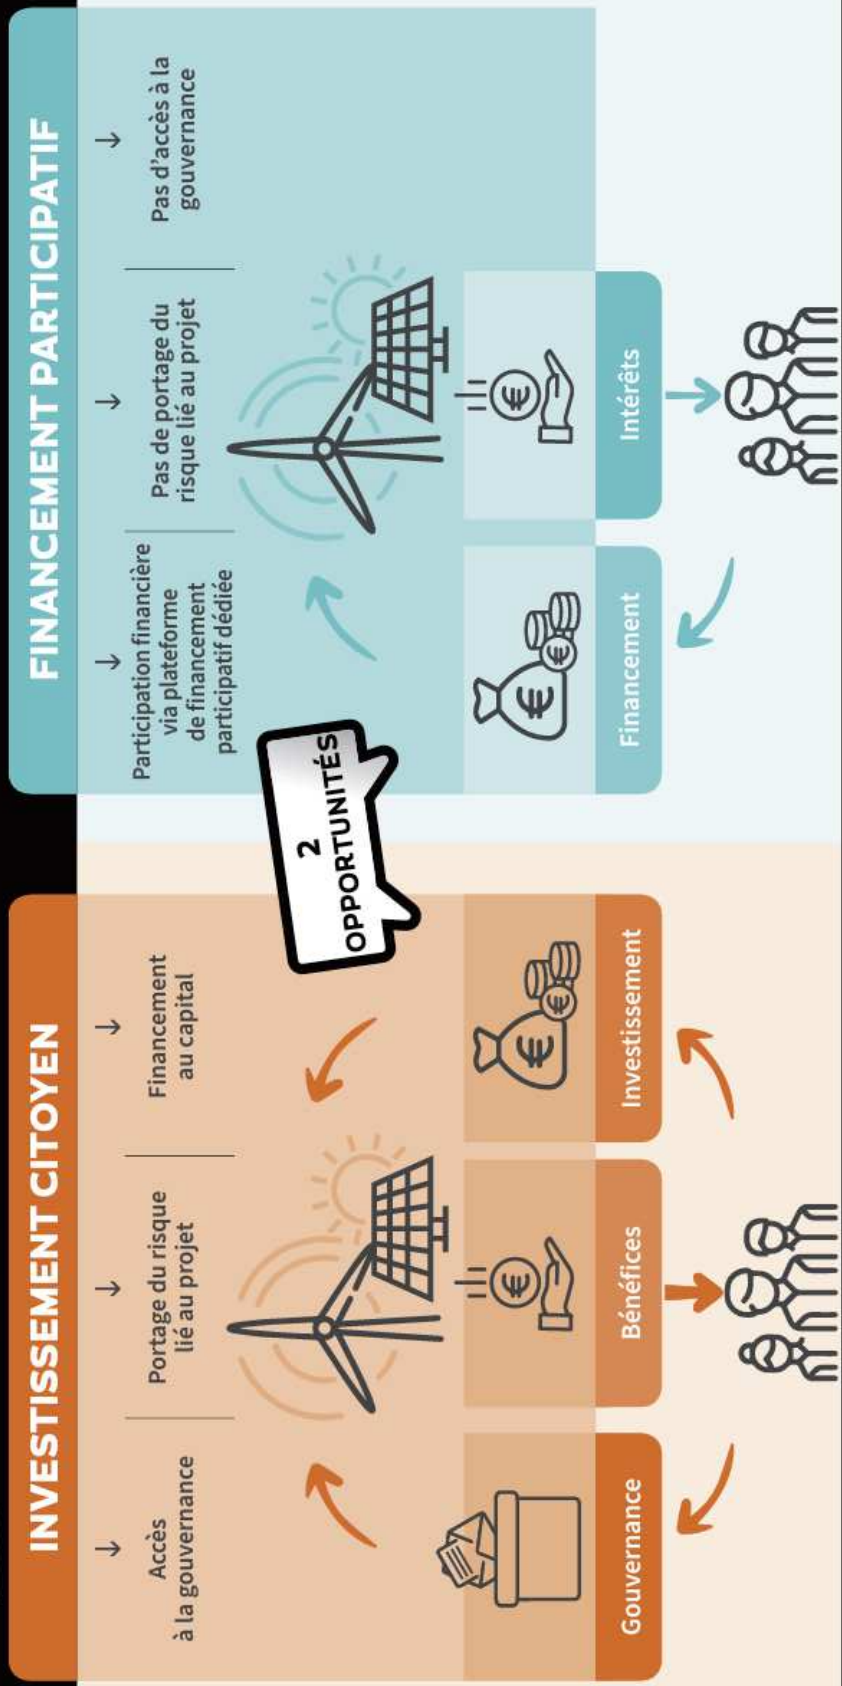 INVESTISSEMENT CITOYEN
→
Accès
à la gouvernance
→
Portage du risque
lié au projet
→
Financement
au capital
Gouvernance
€
Bénéfices
€
€
Investissement
2
OPPORTUNITÉS
FINANCEMENT PARTICIPATIF
→
Participation financière
via plateforme
de financement
participatif dédiée
→
Pas de portage du
risque lié au projet
→
Pas d'accès à la
gouvernance
€
€
Financement
€
Intérêts